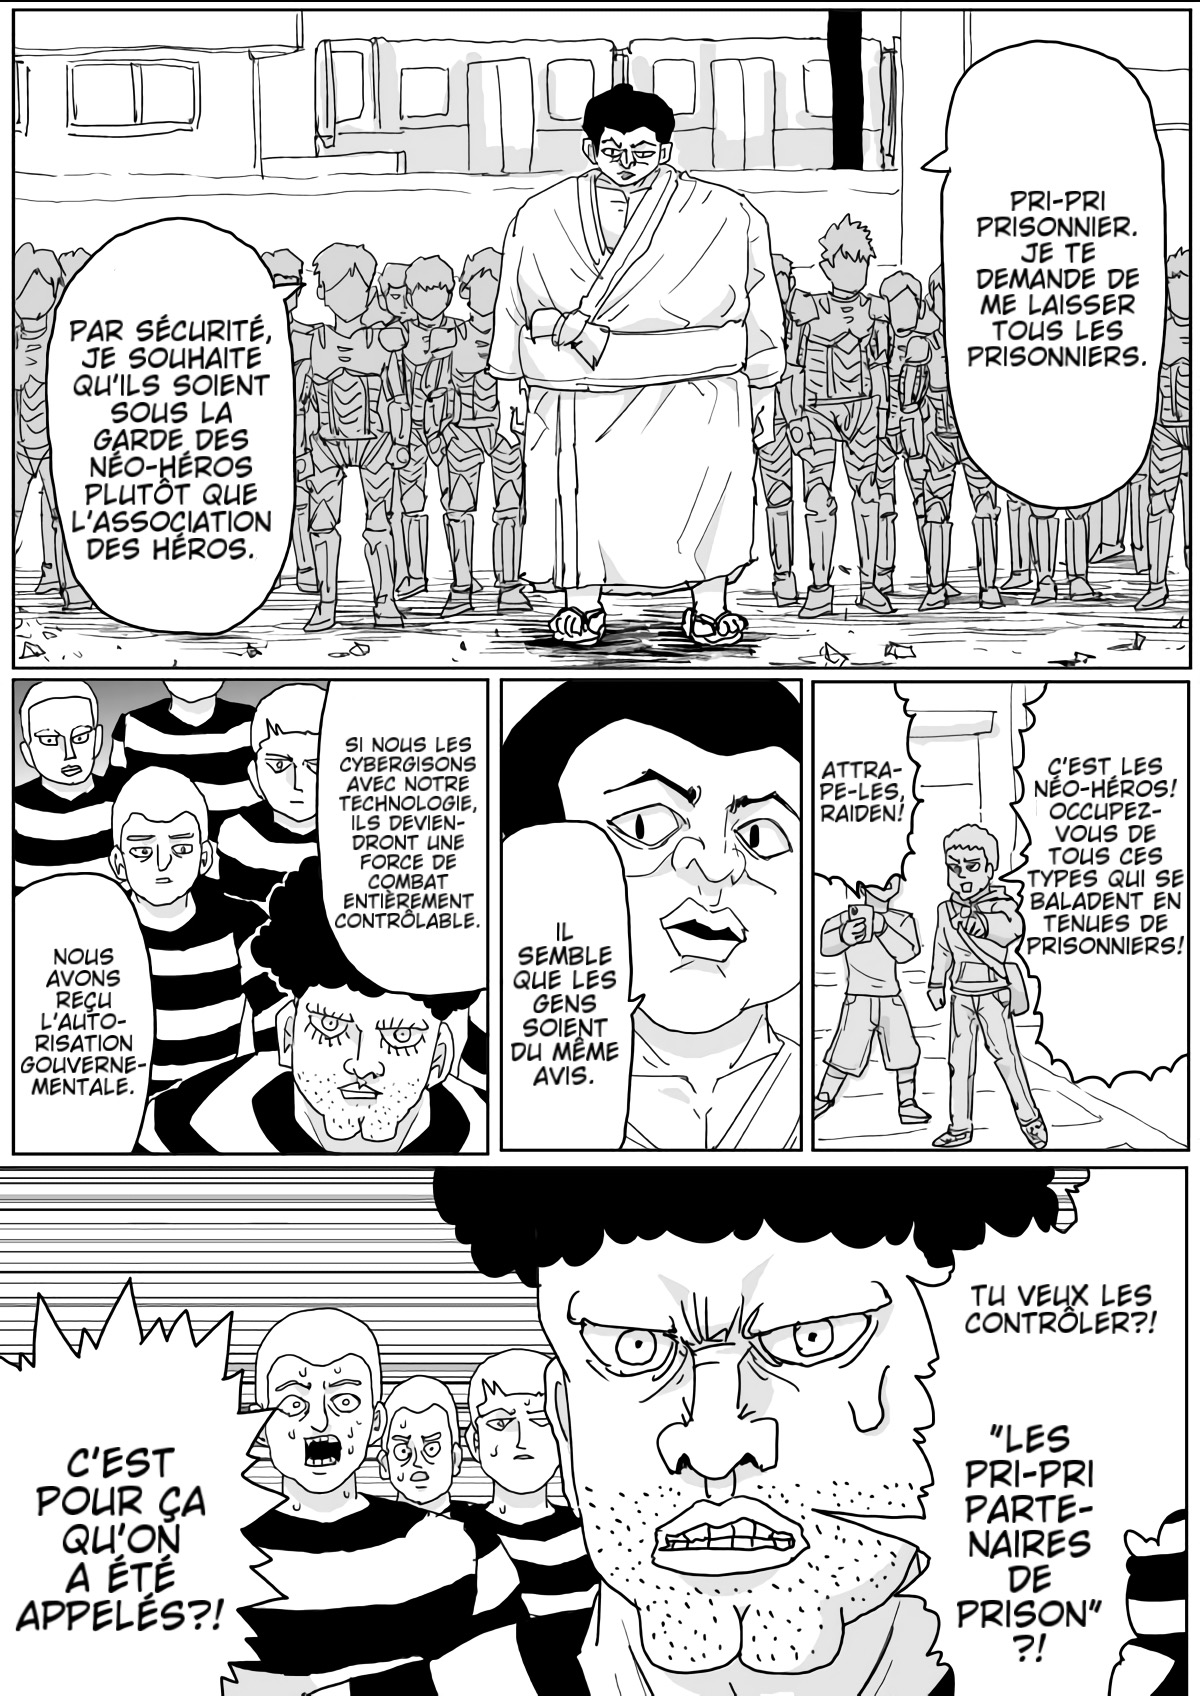 PRI-PRI
PRISONNIER.
JE TE
DEMANDE DE
ME LAISSER
TOUS LES
PRISONNIERS.
PAR SÉCURITÉ,
JE SOUHAITE
QU'ILS SOIENT
SOUS LA
GARDE DES
NÉO-HÉROS
PLUTÔT QUE
L'ASSOCIATION
DES HÉROS.
C'EST LES
NÉO-HÉROS!
OCCUPEZ-
VOUS DE
TOUS CES
TYPES QUI SE
BALADENT EN
TENUES DE
PRISONNIERS!
ATTRA-
PE-LES,
RAIDEN!
IL
SEMBLE
QUE LES
GENS
SOIENT
DU MÊME
AVIS.
SI NOUS LES
CYBERGISONS
AVEC NOTRE
TECHNOLOGIE,
ILS DEVIEN-
DRONT UNE
FORCE DE
COMBAT
ENTIÈREMENT
CONTRÔLABLE.
NOUS
AVONS
REÇU
L'AUTO-
RISATION
GOUVERNE-
MENTALE.
TU VEUX LES
CONTRÔLER?!
"LES
PRI-PRI
PARTE-
NAIRES
DE
PRISON"
?!
C'EST
POUR ÇA
QU'ON
A ÉTÉ
APPELÉS?!